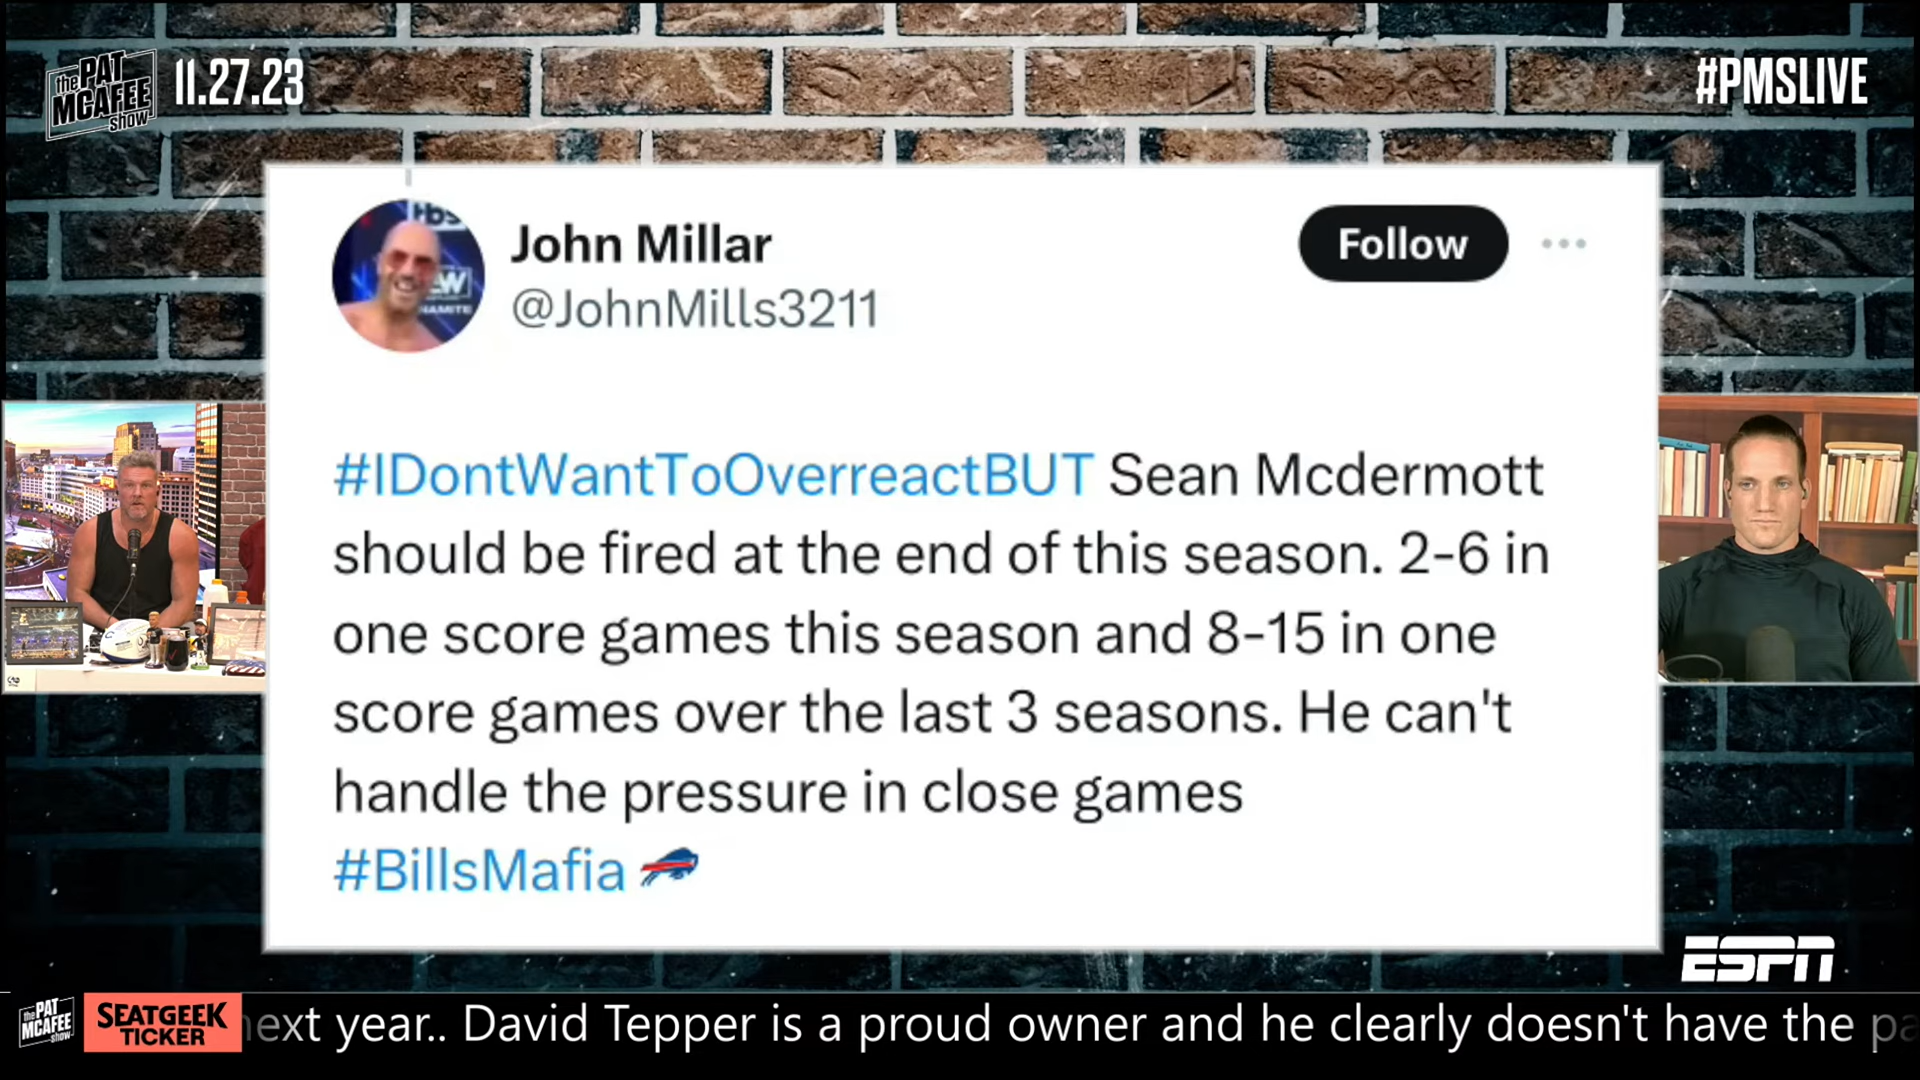 the PAT MCAFEE show
11.27.23
#PMSLIVE
John Millar
@JohnMills3211
Follow
#IDontWantToOverreactBUT Sean Mcdermott
should be fired at the end of this season. 2-6 in
one score games this season and 8-15 in one
score games over the last 3 seasons. He can't
handle the pressure in close games
#BillsMafia
ESPN
the PAT MCAFEE show
SEATGEEK
TICKER
year.. David Tepper is a proud owner and he clearly doesn't have the